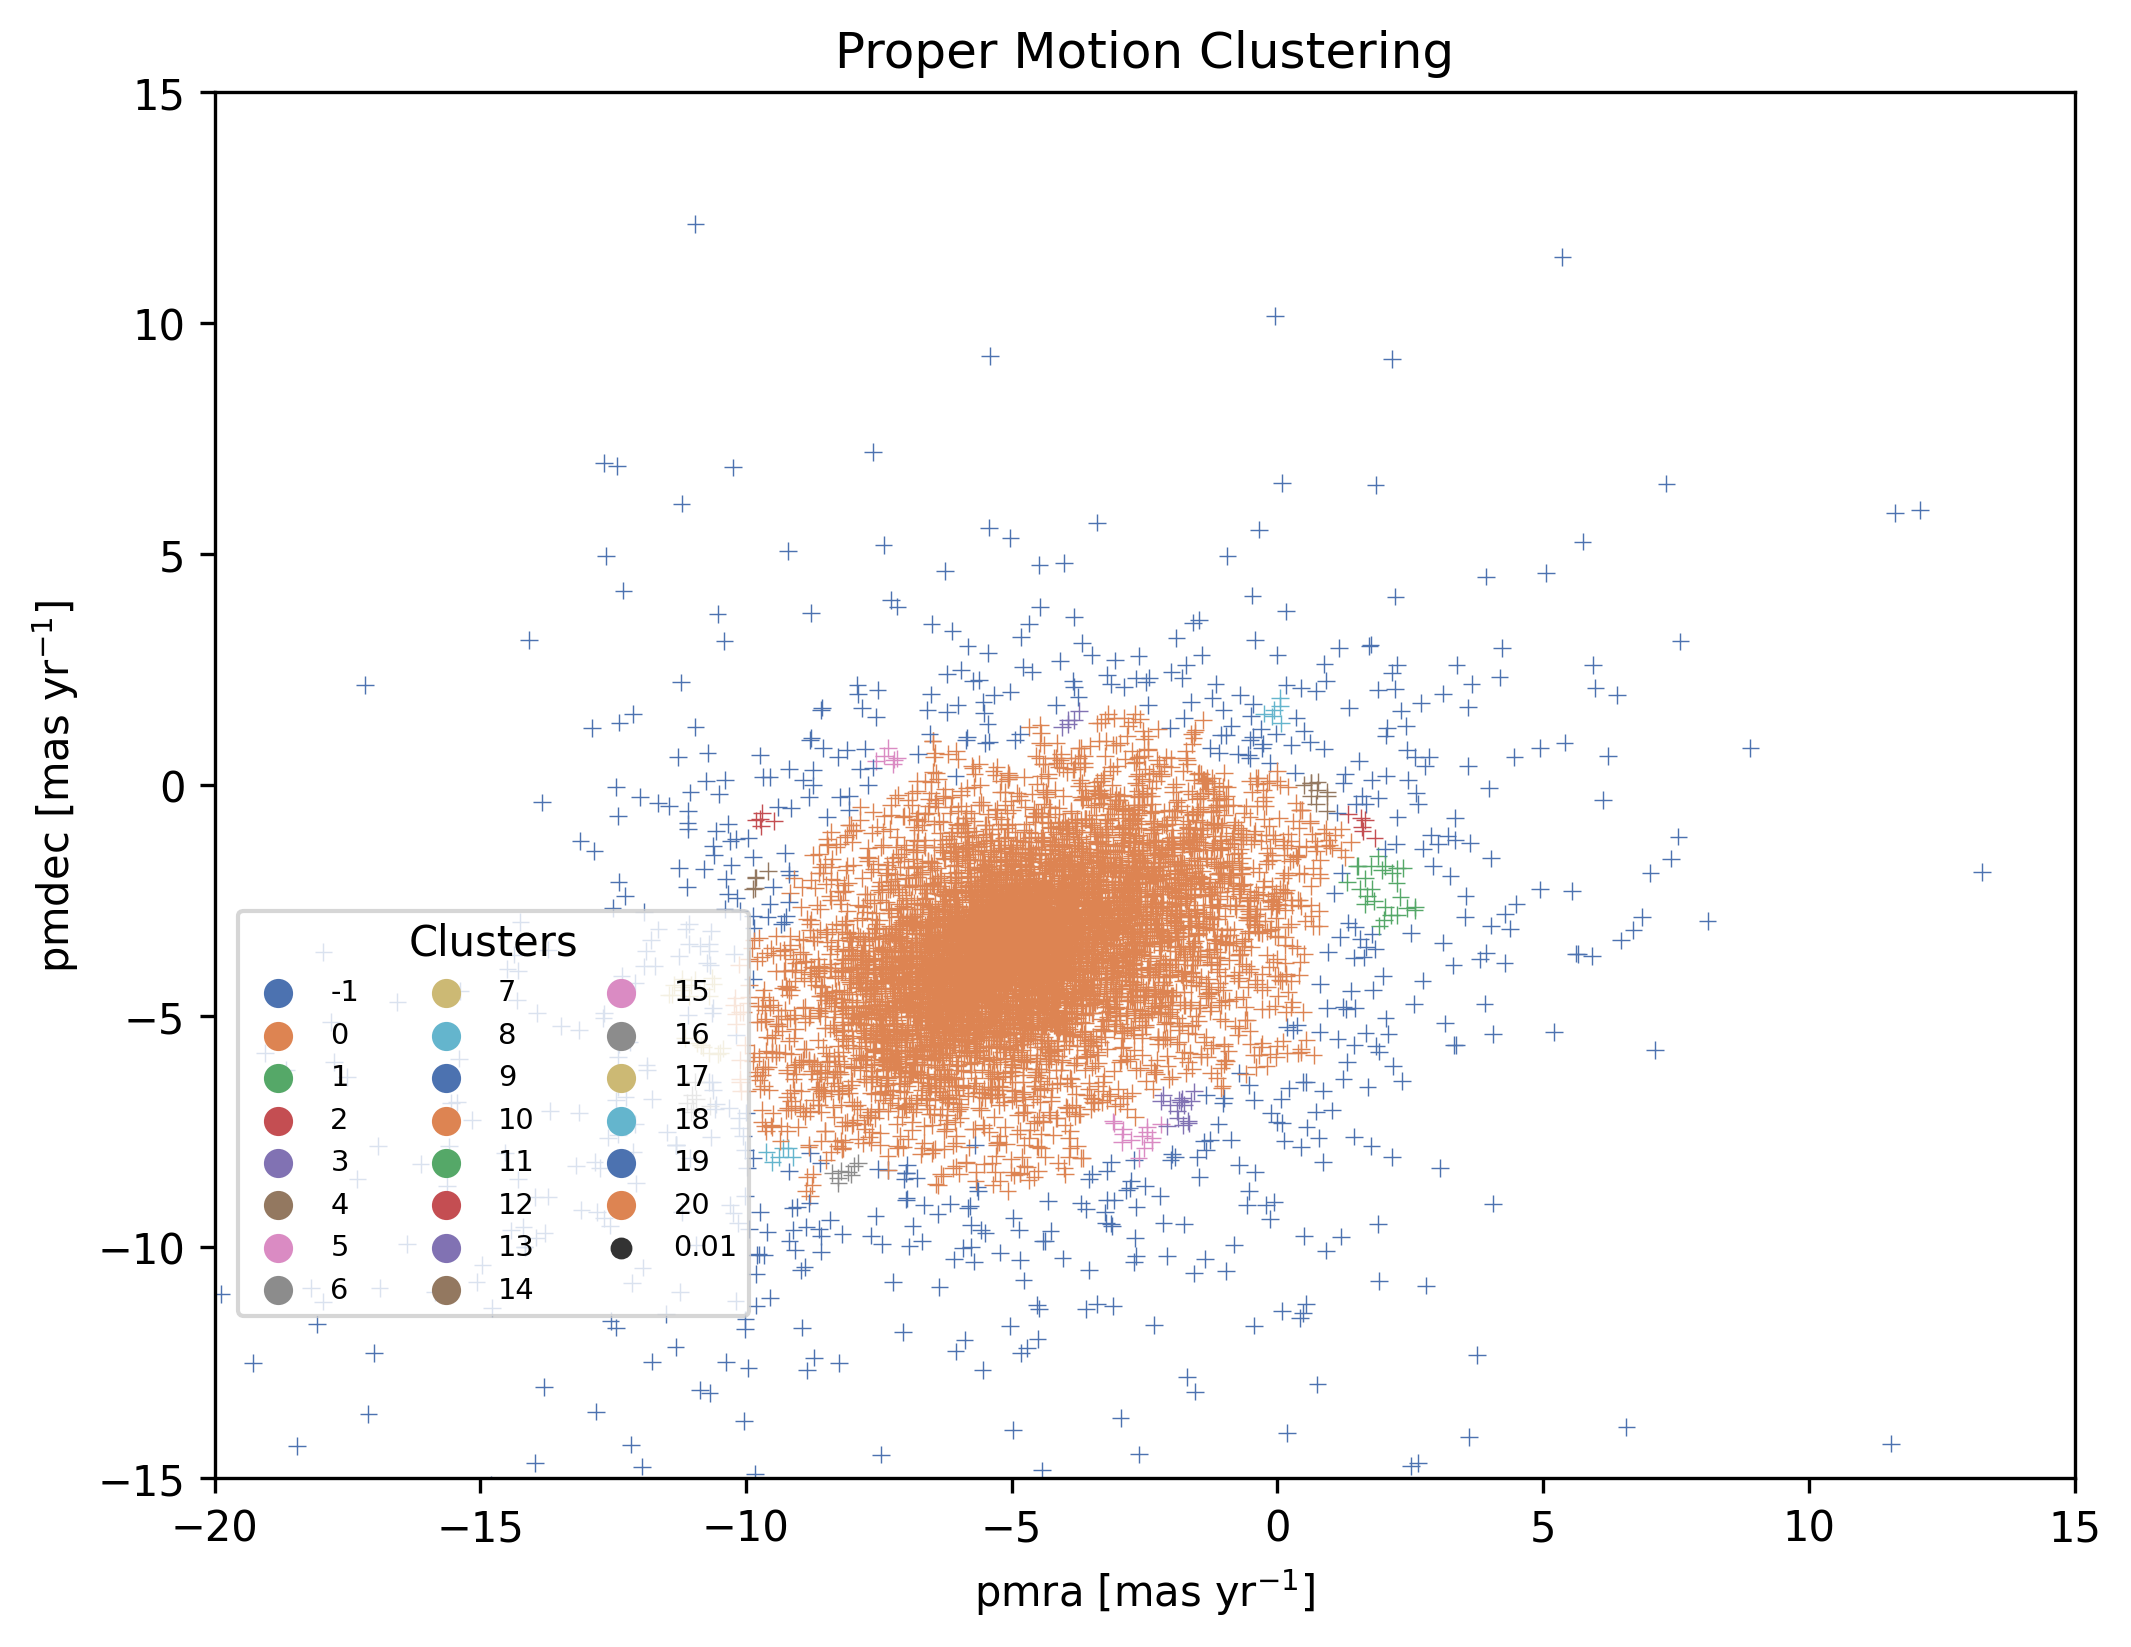 Proper Motion Clustering
15
10
5
0
−5
−10
−15
pmdec [mas yr⁻¹]
Clusters
-1 7 15
0 8 16
1 9 17
2 10 18
3 11 19
4 12 20
5 13 0.01
6 14
−20 −15 −10 −5 0 5 10 15
pmra [mas yr⁻¹]